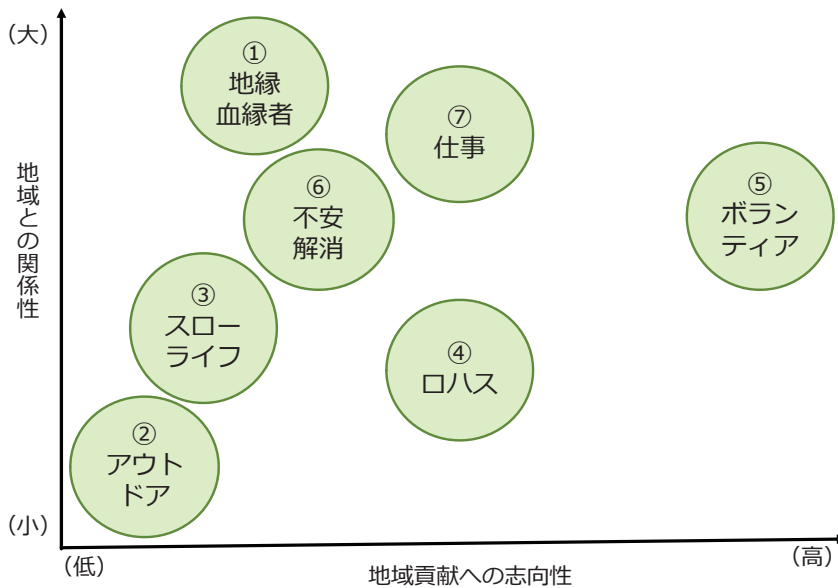 （大）
①
地縁
血縁者
⑦
仕事
⑥
不安
解消
⑤
ボラン
ティア
地域との関係性
③
スロー
ライフ
④
ロハス
②
アウト
ドア
（小）
（低）
地域貢献への志向性
（高）